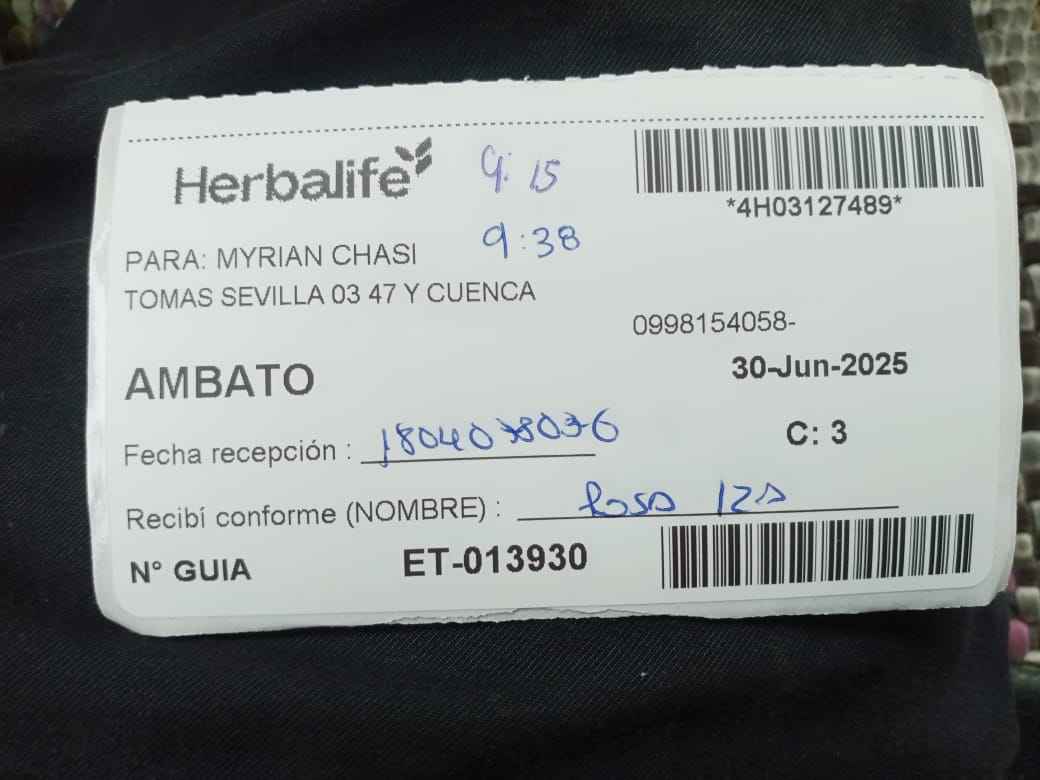 Herbalife
9:15
*4H03127489*
9:38
PARA: MYRIAN CHASI
TOMAS SEVILLA 03 47 Y CUENCA
0998154058-
AMBATO
30-Jun-2025
C: 3
Fecha recepción :
Recibí conforme (NOMBRE) : Rosa
N° GUIA ET-013930